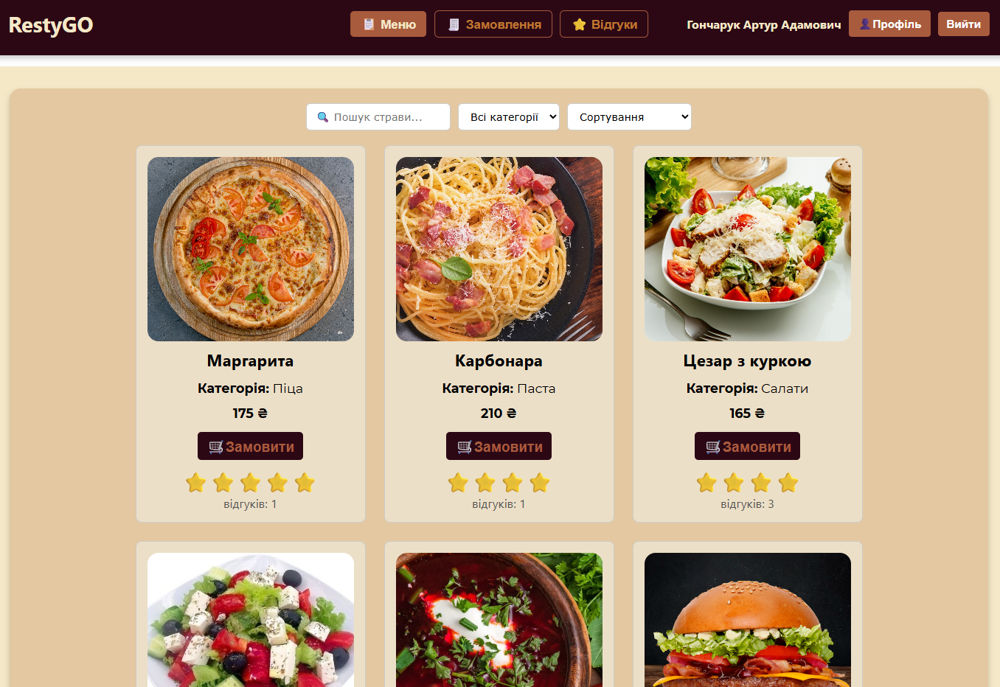 RestyGO
Меню
Замовлення
Відгуки
Гончарук Артур Адамович
Профіль
Вийти
Пошук страви...
Всі категорії
Сортування
Маргарита
Категорія: Піца
175 ₴
Замовити
відгуків: 1
Карбонара
Категорія: Паста
210 ₴
Замовити
відгуків: 1
Цезар з куркою
Категорія: Салати
165 ₴
Замовити
відгуків: 3